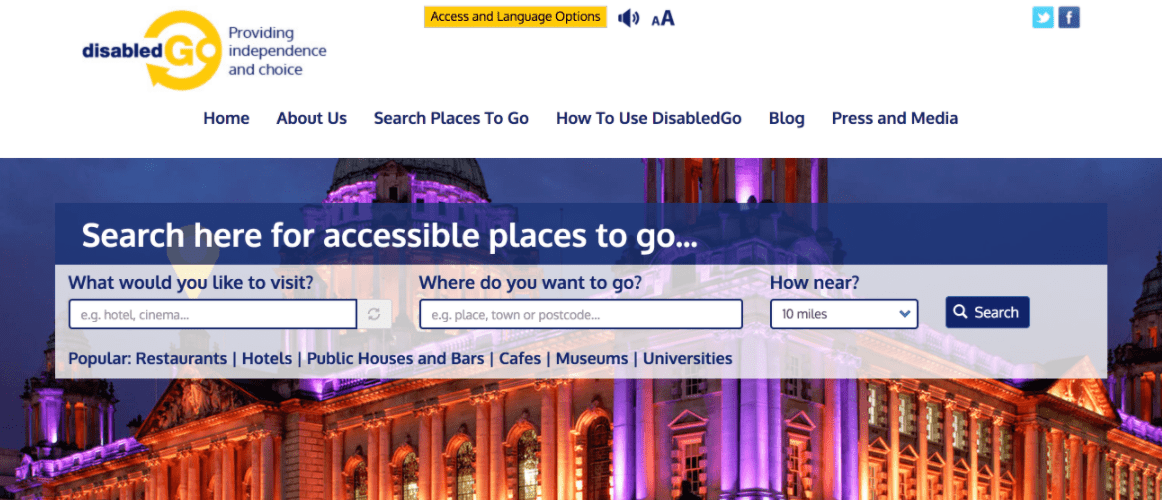 Access and Language Options
AA
disabledGo
Providing
independence
and choice
Home About Us Search Places To Go How To Use DisabledGo Blog Press and Media
Search here for accessible places to go...
What would you like to visit? Where do you want to go? How near?
e.g. hotel, cinema... e.g. place, town or postcode... 10 miles Search
Popular: Restaurants | Hotels | Public Houses and Bars | Cafes | Museums | Universities